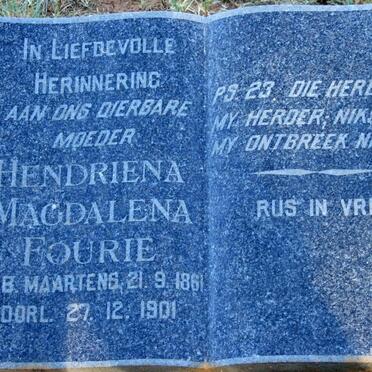 IN LIEFDEVOLLE
HERINNERING
AAN ONS DIERBARE
MOEDER
HENDRIENA
MAGDALENA
FOURIE
B. MAARTENS, 21. 9. 1861
OORL. 27. 12. 1901
PS. 23 DIE HERE
MY HERDER; NIKS
MY ONTBREEK N
RUS IN VRE